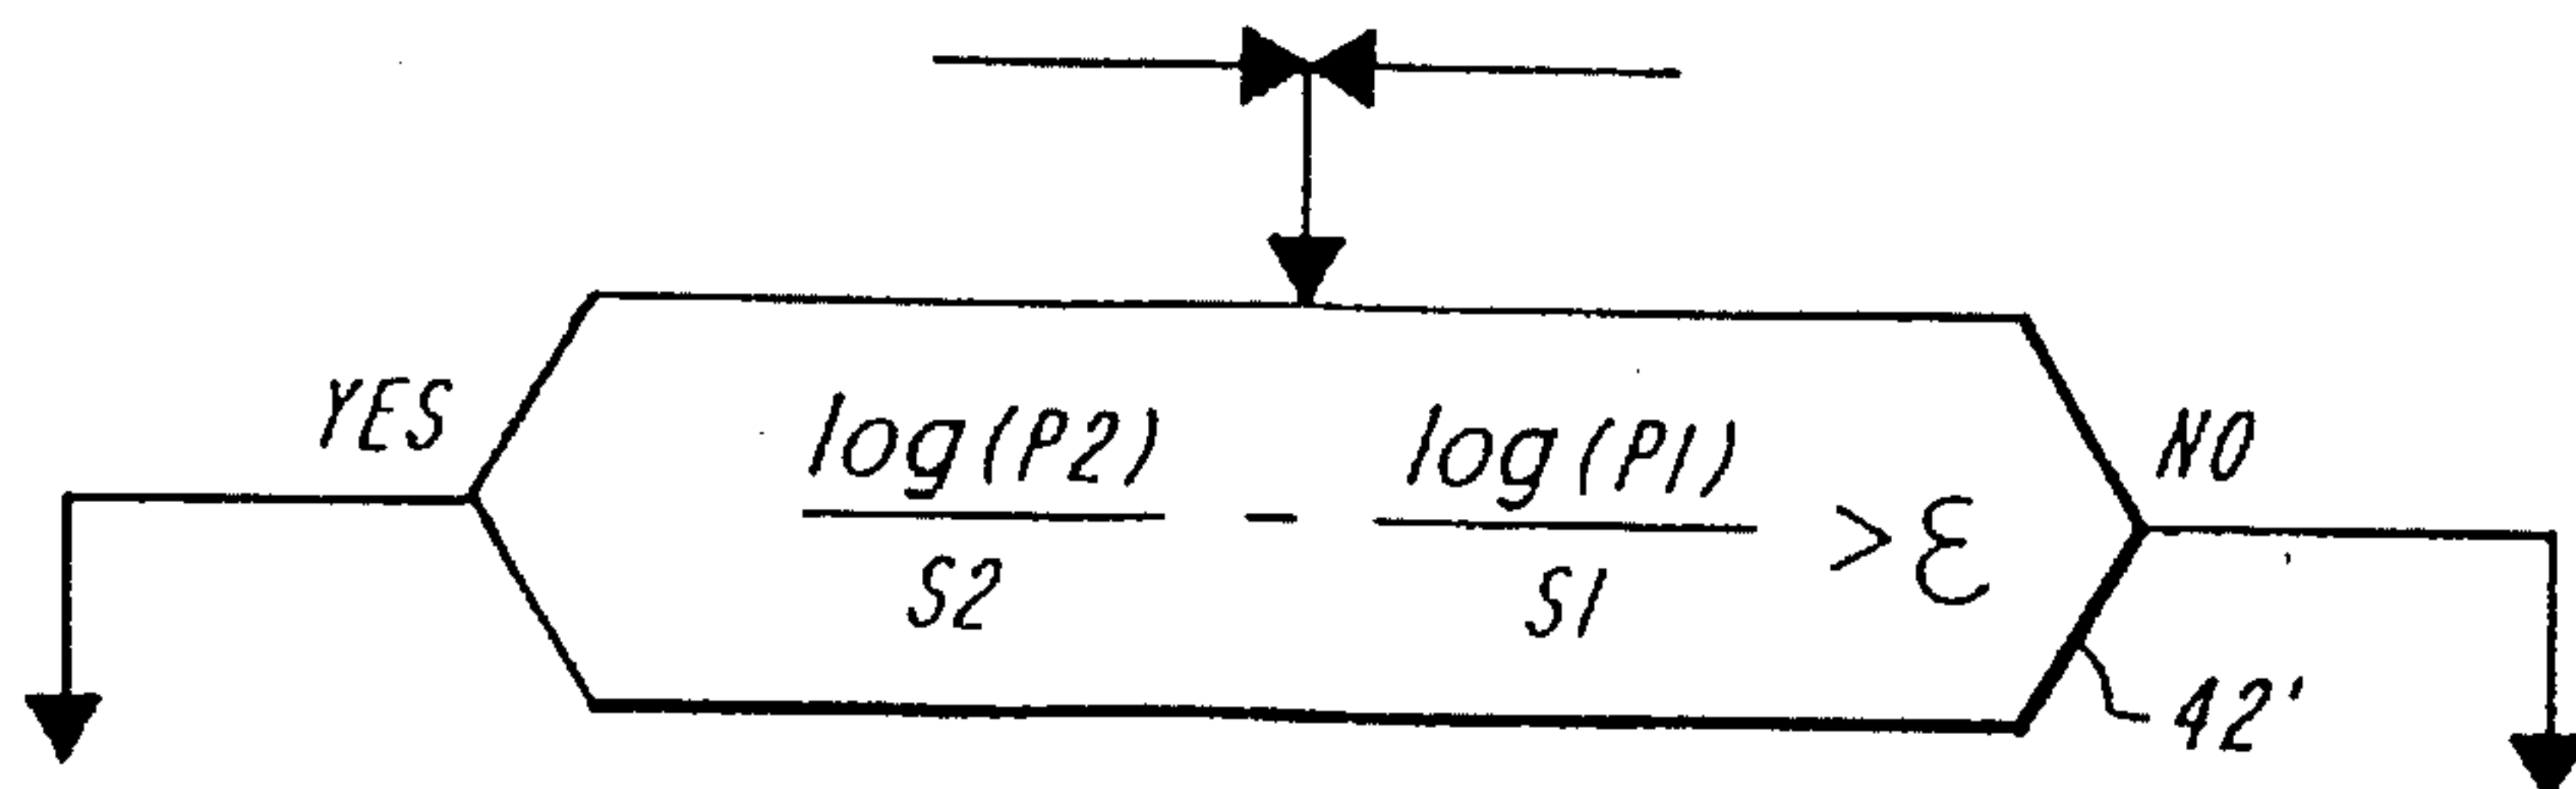 YES
log(P2) / S2 - log(P1) / S1 > ε
NO
42'